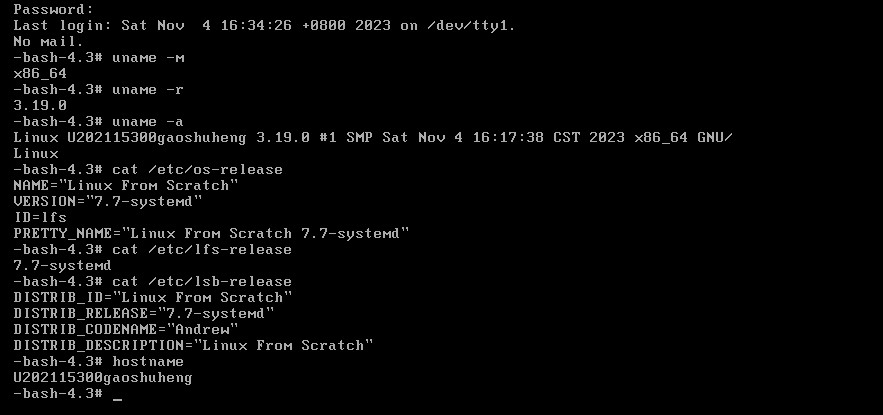 Password:
Last login: Sat Nov  4 16:34:26 +0800 2023 on /dev/tty1.
No mail.
-bash-4.3# uname -m
x86_64
-bash-4.3# uname -r
3.19.0
-bash-4.3# uname -a
Linux U202115300gaoshuheng 3.19.0 #1 SMP Sat Nov 4 16:17:38 CST 2023 x86_64 GNU/
Linux
-bash-4.3# cat /etc/os-release
NAME="Linux From Scratch"
VERSION="7.7-systemd"
ID=lfs
PRETTY_NAME="Linux From Scratch 7.7-systemd"
-bash-4.3# cat /etc/lfs-release
7.7-systemd
-bash-4.3# cat /etc/lsb-release
DISTRIB_ID="Linux From Scratch"
DISTRIB_RELEASE="7.7-systemd"
DISTRIB_CODENAME="Andrew"
DISTRIB_DESCRIPTION="Linux From Scratch"
-bash-4.3# hostname
U202115300gaoshuheng
-bash-4.3# _